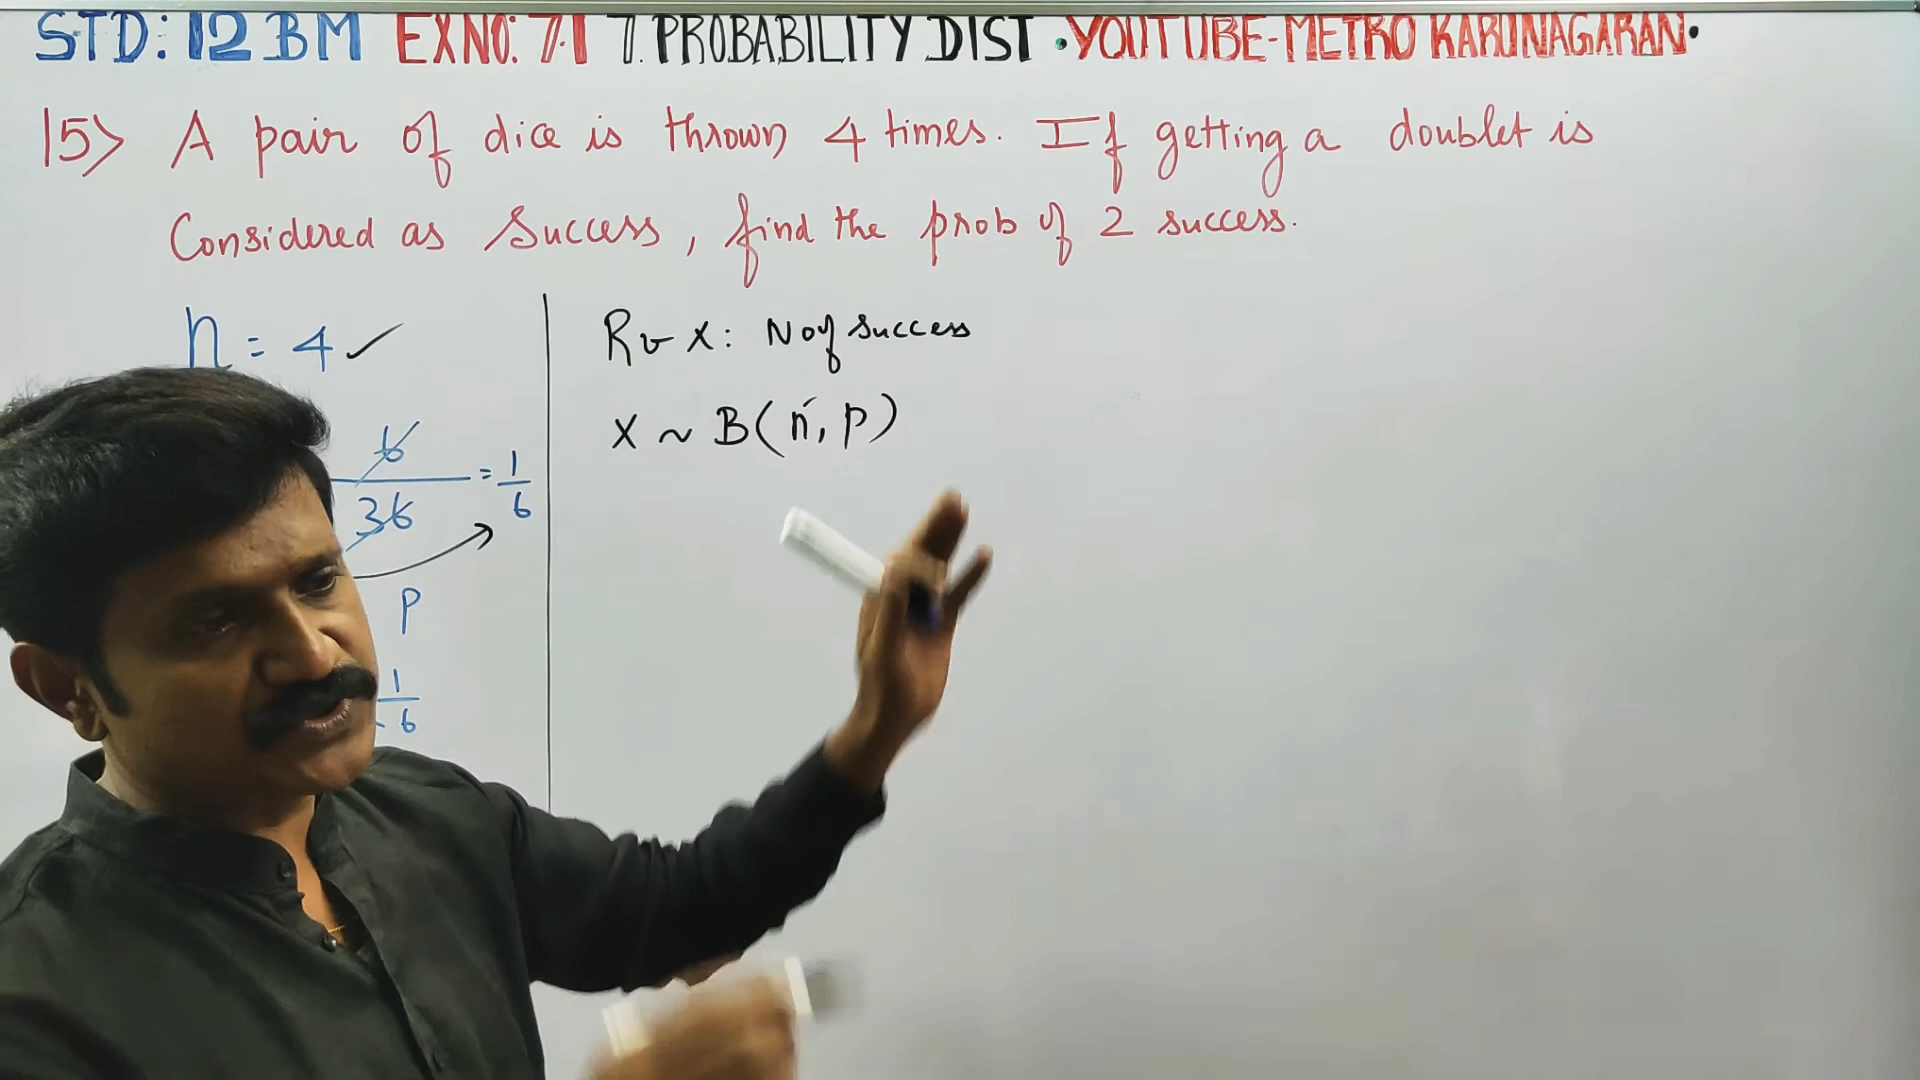 STD: 12 BM EXNO: 7.1 7. PROBABILITY DIST • YOUTUBE-METRO KARUNAGARAN•
15> A pair of dice is thrown 4 times. If getting a doublet is
Considered as Success, find the prob of 2 success.
n = 4 ✓
6
36
= 1/6
P
1/6
Rv X: No of success
X ~ B(n, p)